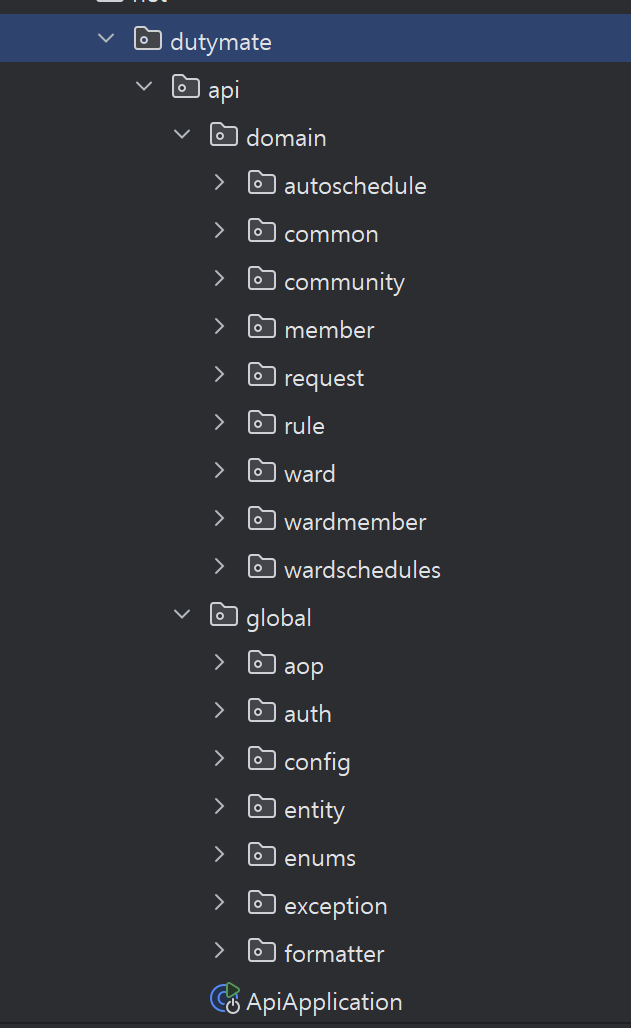 dutymate
api
domain
autoschedule
common
community
member
request
rule
ward
wardmember
wardschedules
global
aop
auth
config
entity
enums
exception
formatter
ApiApplication